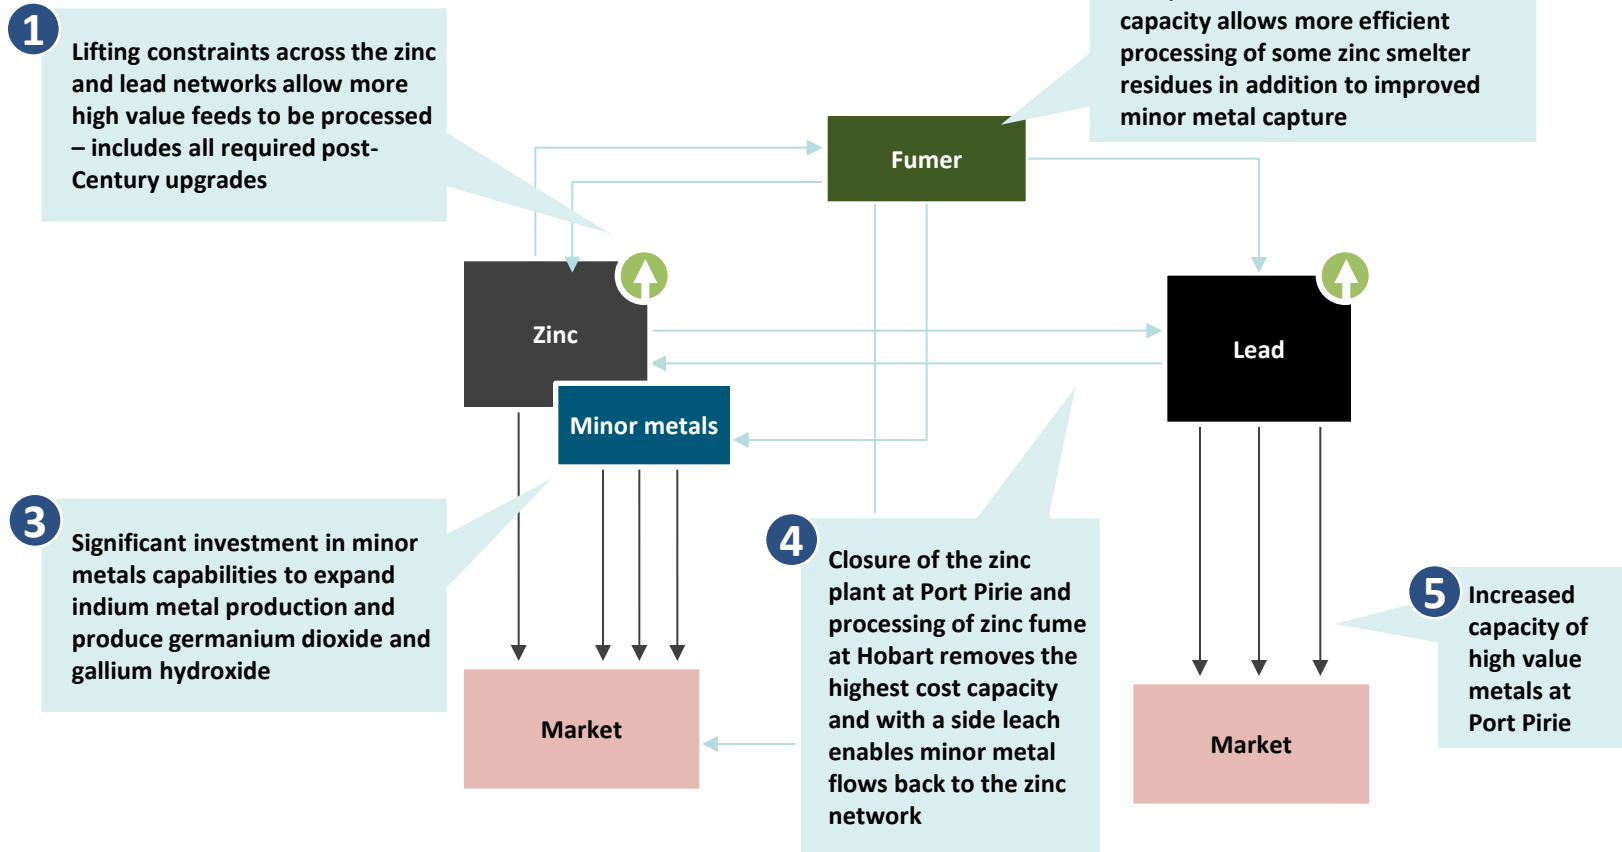 1
Lifting constraints across the zinc
and lead networks allow more
high value feeds to be processed
– includes all required post-
Century upgrades
capacity allows more efficient
processing of some zinc smelter
residues in addition to improved
minor metal capture
Fumer
Zinc
Lead
Minor metals
3
Significant investment in minor
metals capabilities to expand
indium metal production and
produce germanium dioxide and
gallium hydroxide
4
Closure of the zinc
plant at Port Pirie and
processing of zinc fume
at Hobart removes the
highest cost capacity
and with a side leach
enables minor metal
flows back to the zinc
network
5
Increased
capacity of
high value
metals at
Port Pirie
Market
Market